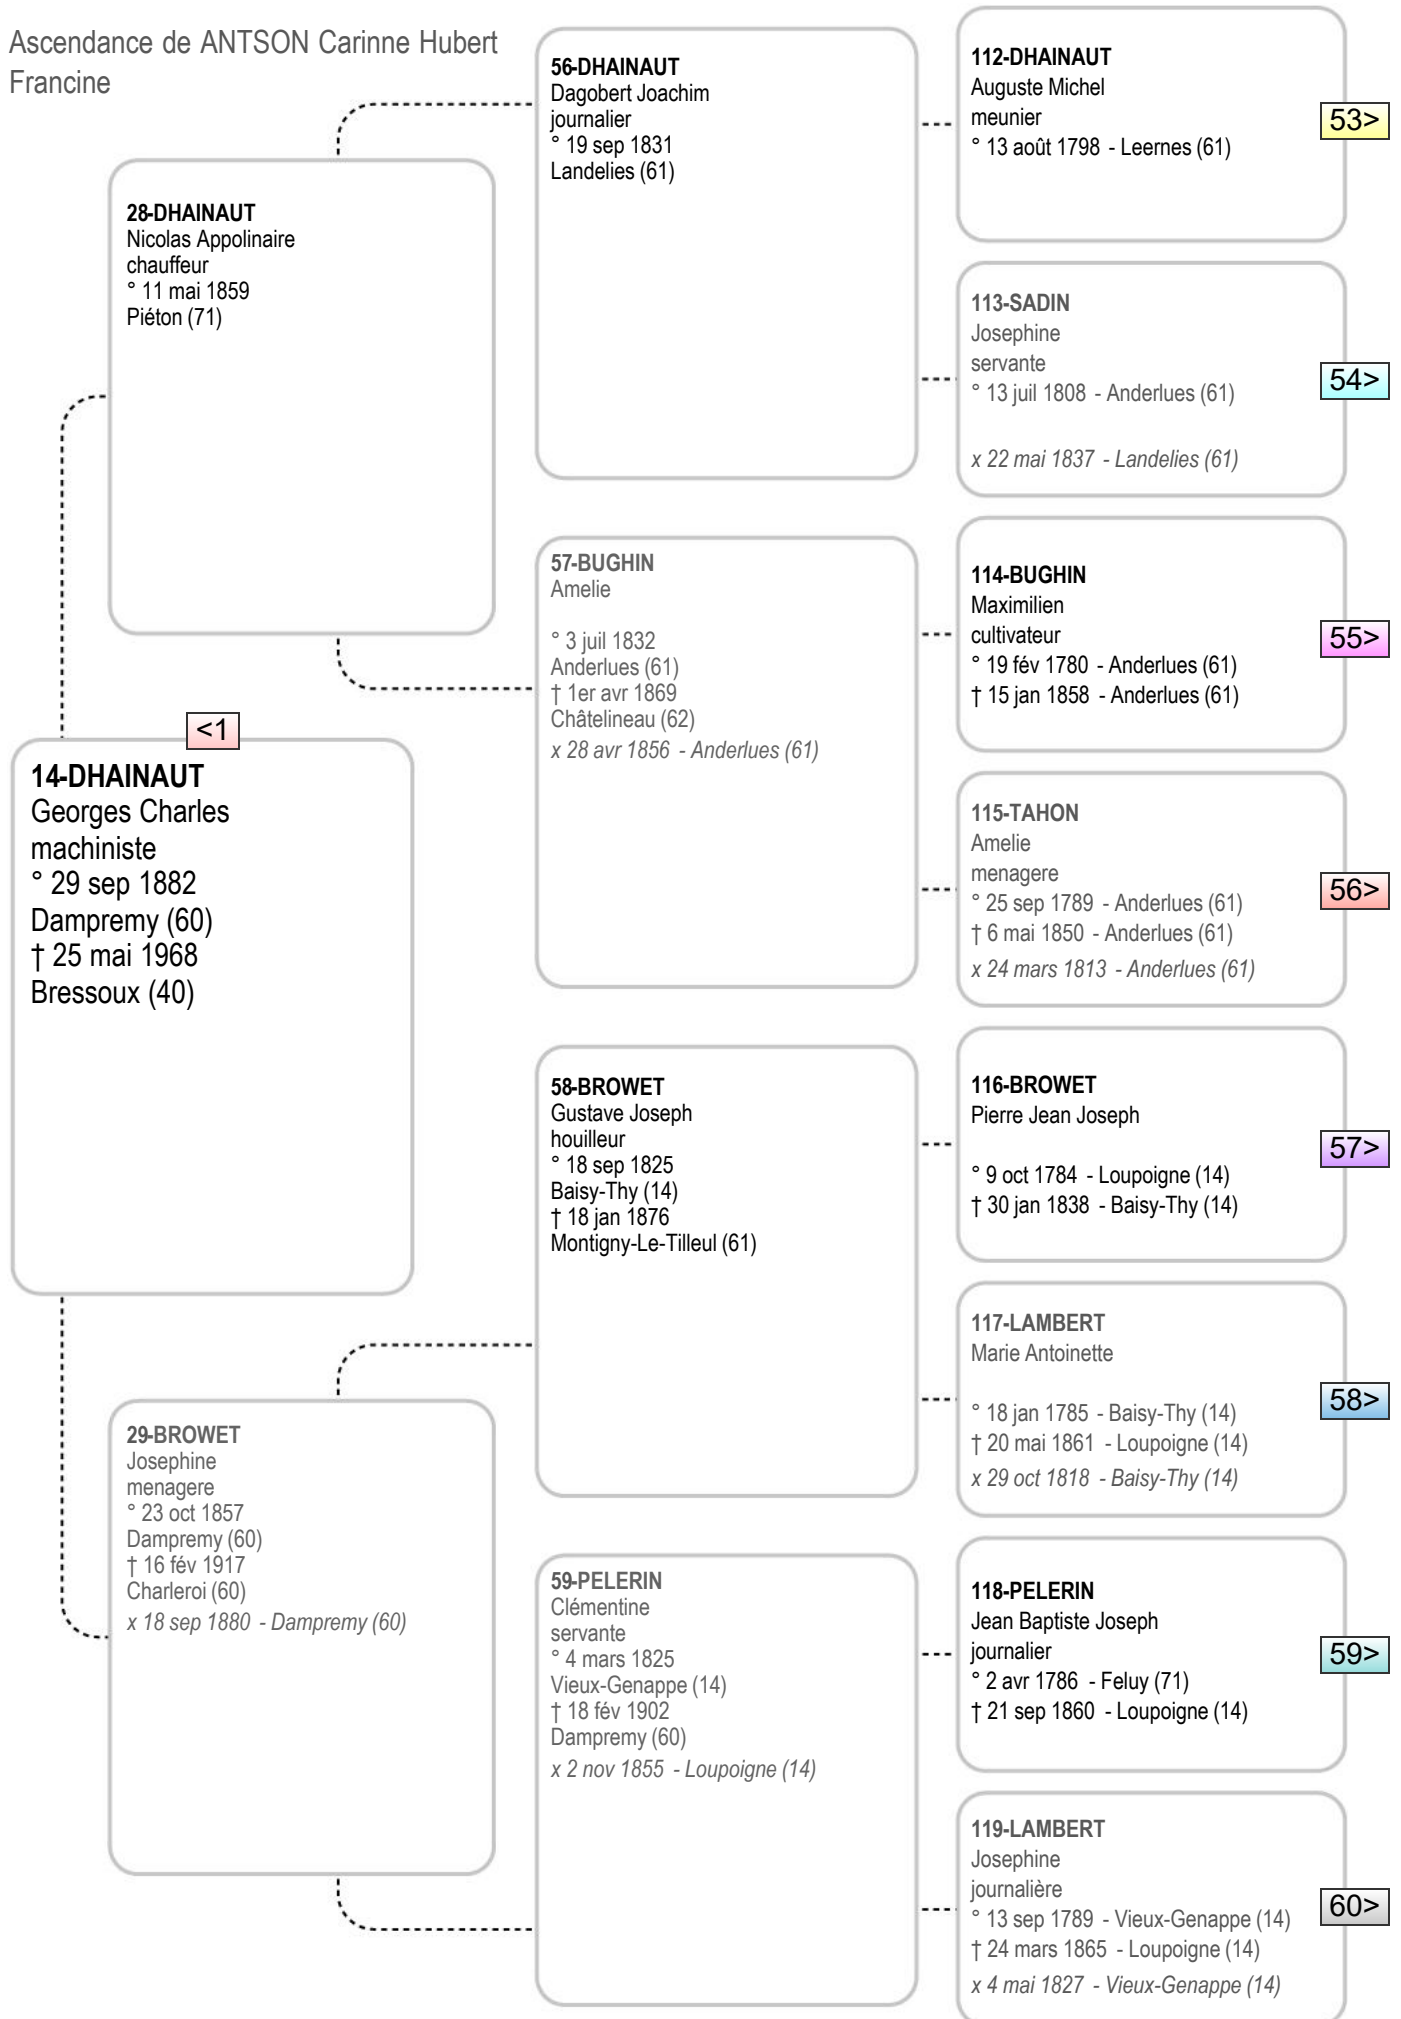 Ascendance de ANTSON Carinne Hubert
Francine
<1
14-DHAINAUT
Georges Charles
machiniste
° 29 sep 1882
Dampremy (60)
† 25 mai 1968
Bressoux (40)
28-DHAINAUT
Nicolas Appolinaire
chauffeur
° 11 mai 1859
Piéton (71)
29-BROWET
Josephine
menagere
° 23 oct 1857
Dampremy (60)
† 16 fév 1917
Charleroi (60)
x 18 sep 1880 - Dampremy (60)
56-DHAINAUT
Dagobert Joachim
journalier
° 19 sep 1831
Landelies (61)
57-BUGHIN
Amelie
° 3 juil 1832
Anderlues (61)
† 1er avr 1869
Châtelineau (62)
x 28 avr 1856 - Anderlues (61)
58-BROWET
Gustave Joseph
houilleur
° 18 sep 1825
Baisy-Thy (14)
† 18 jan 1876
Montigny-Le-Tilleul (61)
59-PELERIN
Clémentine
servante
° 4 mars 1825
Vieux-Genappe (14)
† 18 fév 1902
Dampremy (60)
x 2 nov 1855 - Loupoigne (14)
112-DHAINAUT
Auguste Michel
meunier
° 13 août 1798 - Leernes (61)
53>
113-SADIN
Josephine
servante
° 13 juil 1808 - Anderlues (61)
x 22 mai 1837 - Landelies (61)
54>
114-BUGHIN
Maximilien
cultivateur
° 19 fév 1780 - Anderlues (61)
† 15 jan 1858 - Anderlues (61)
55>
115-TAHON
Amelie
menagere
° 25 sep 1789 - Anderlues (61)
† 6 mai 1850 - Anderlues (61)
x 24 mars 1813 - Anderlues (61)
56>
116-BROWET
Pierre Jean Joseph
° 9 oct 1784 - Loupoigne (14)
† 30 jan 1838 - Baisy-Thy (14)
57>
117-LAMBERT
Marie Antoinette
° 18 jan 1785 - Baisy-Thy (14)
† 20 mai 1861 - Loupoigne (14)
x 29 oct 1818 - Baisy-Thy (14)
58>
118-PELERIN
Jean Baptiste Joseph
journalier
° 2 avr 1786 - Feluy (71)
† 21 sep 1860 - Loupoigne (14)
59>
119-LAMBERT
Josephine
journalière
° 13 sep 1789 - Vieux-Genappe (14)
† 24 mars 1865 - Loupoigne (14)
x 4 mai 1827 - Vieux-Genappe (14)
60>